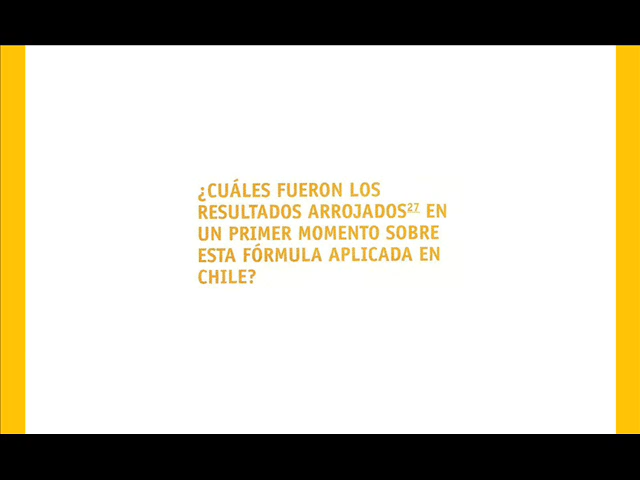 ¿CUÁLES FUERON LOS
RESULTADOS ARROJADOS27 EN
UN PRIMER MOMENTO SOBRE
ESTA FÓRMULA APLICADA EN
CHILE?